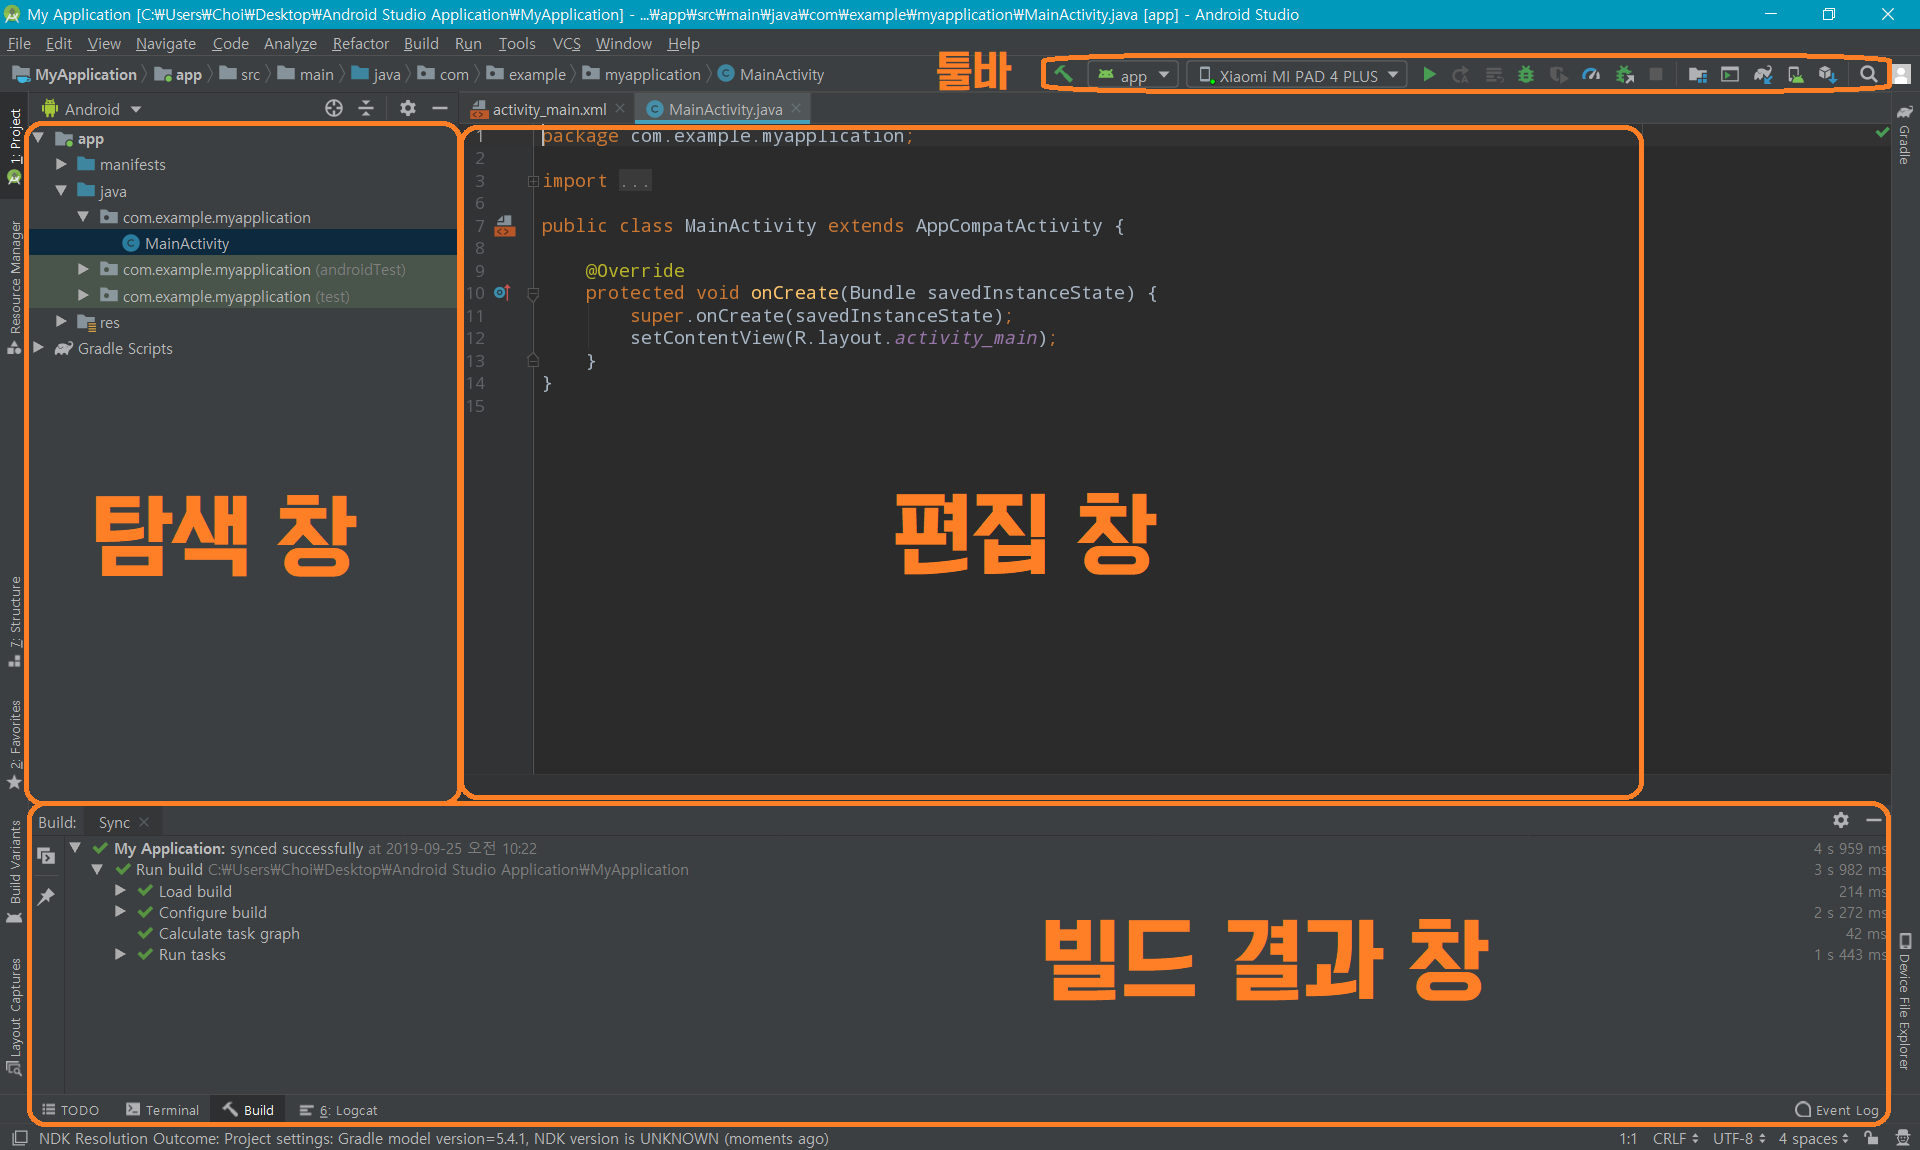 My Application [C:₩Users₩Choi₩Desktop₩Android Studio Application₩MyApplication] - ...₩app₩src₩main₩java₩com₩example₩myapplication₩MainActivity.java [app] - Android Studio
File Edit View Navigate Code Analyze Refactor Build Run Tools VCS Window Help
MyApplication app src main java com example myapplication MainActivity
툴바
app Xiaomi MI PAD 4 PLUS
Android
activity_main.xml MainActivity.java
1: Project
Resource Manager
7: Structure
2: Favorites
Build Variants
Layout Captures
app
manifests
java
com.example.myapplication
MainActivity
com.example.myapplication (androidTest)
com.example.myapplication (test)
res
Gradle Scripts
탐색 창
1 package com.example.myapplication;
2
3 import ...
6
7 public class MainActivity extends AppCompatActivity {
8
9 @Override
10 protected void onCreate(Bundle savedInstanceState) {
11 super.onCreate(savedInstanceState);
12 setContentView(R.layout.activity_main);
13 }
14 }
15
편집 창
Gradle
Device File Explorer
Build: Sync
My Application: synced successfully at 2019-09-25 오전 10:22 4 s 959 ms
Run build C:₩Users₩Choi₩Desktop₩Android Studio Application₩MyApplication 3 s 982 ms
Load build 214 ms
Configure build 2 s 272 ms
Calculate task graph 42 ms
Run tasks 1 s 443 ms
빌드 결과 창
TODO Terminal Build 6: Logcat Event Log
NDK Resolution Outcome: Project settings: Gradle model version=5.4.1, NDK version is UNKNOWN (moments ago) 1:1 CRLF UTF-8 4 spaces